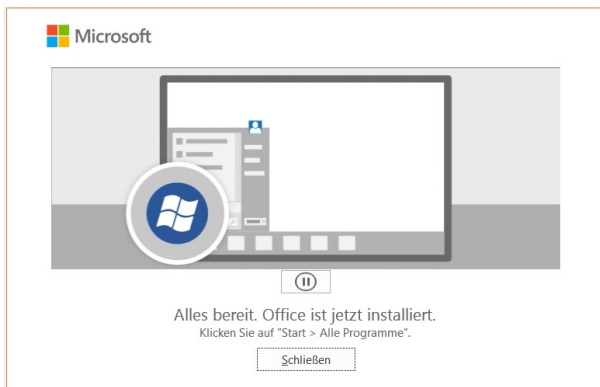 Microsoft
Alles bereit. Office ist jetzt installiert.
Klicken Sie auf "Start > Alle Programme".
Schließen